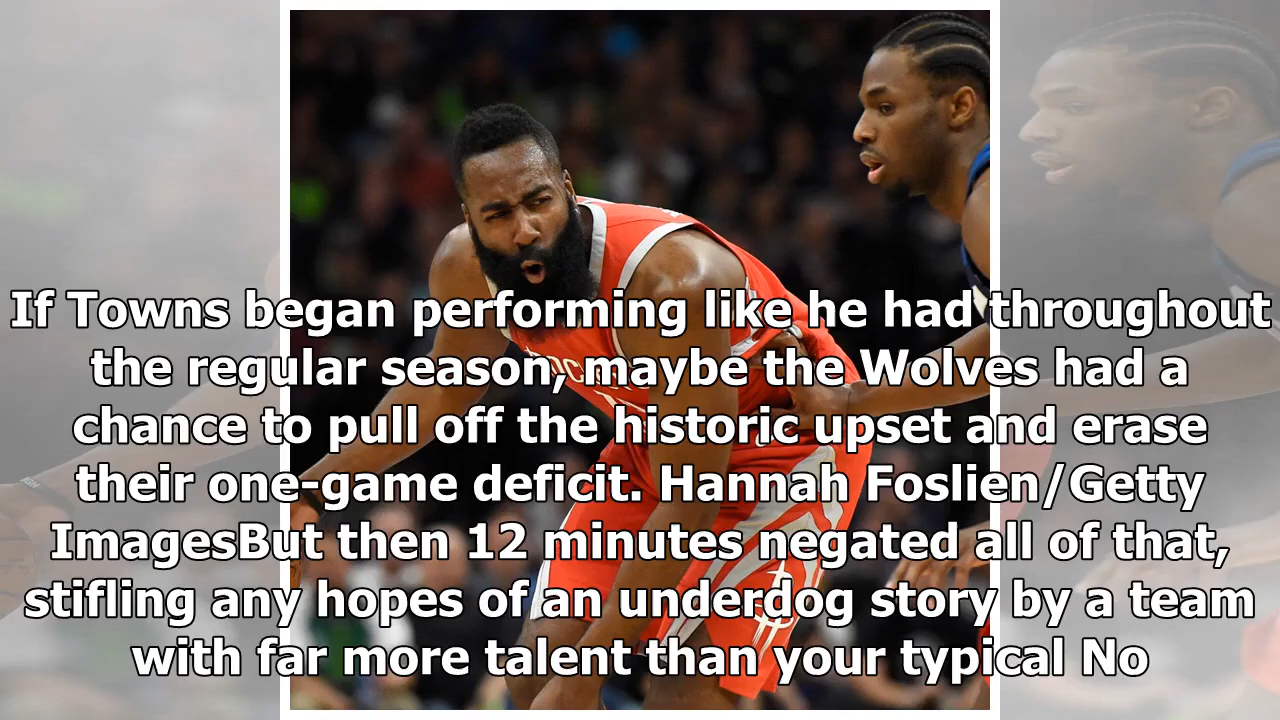 If Towns began performing like he had throughout
the regular season, maybe the Wolves had a
chance to pull off the historic upset and erase
their one-game deficit. Hannah Foslien/Getty
ImagesBut then 12 minutes negated all of that,
stifling any hopes of an underdog story by a team
with far more talent than your typical No